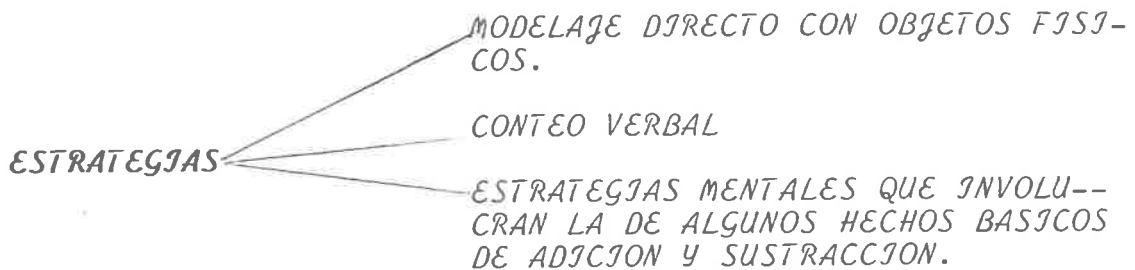 MODELAJE DIRECTO CON OBJETOS FISI-
COS.
CONTEO VERBAL
ESTRATEGIAS
ESTRATEGIAS MENTALES QUE INVOLU--
CRAN LA DE ALGUNOS HECHOS BASICOS
DE ADICION Y SUSTRACCION.